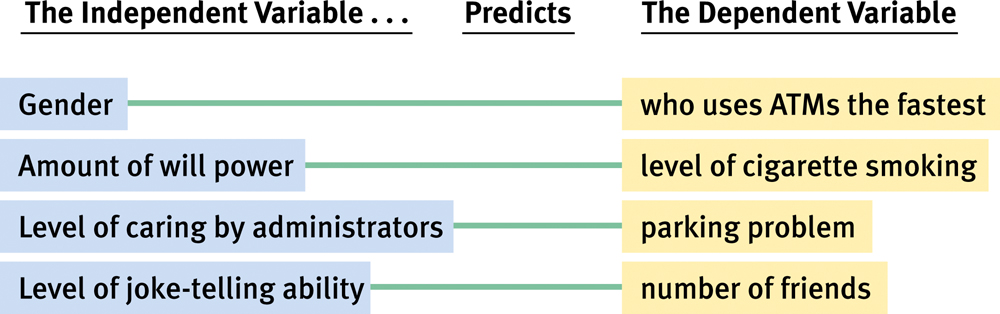 The Independent Variable . . . Predicts The Dependent Variable
Gender who uses ATMs the fastest
Amount of will power level of cigarette smoking
Level of caring by administrators parking problem
Level of joke-telling ability number of friends